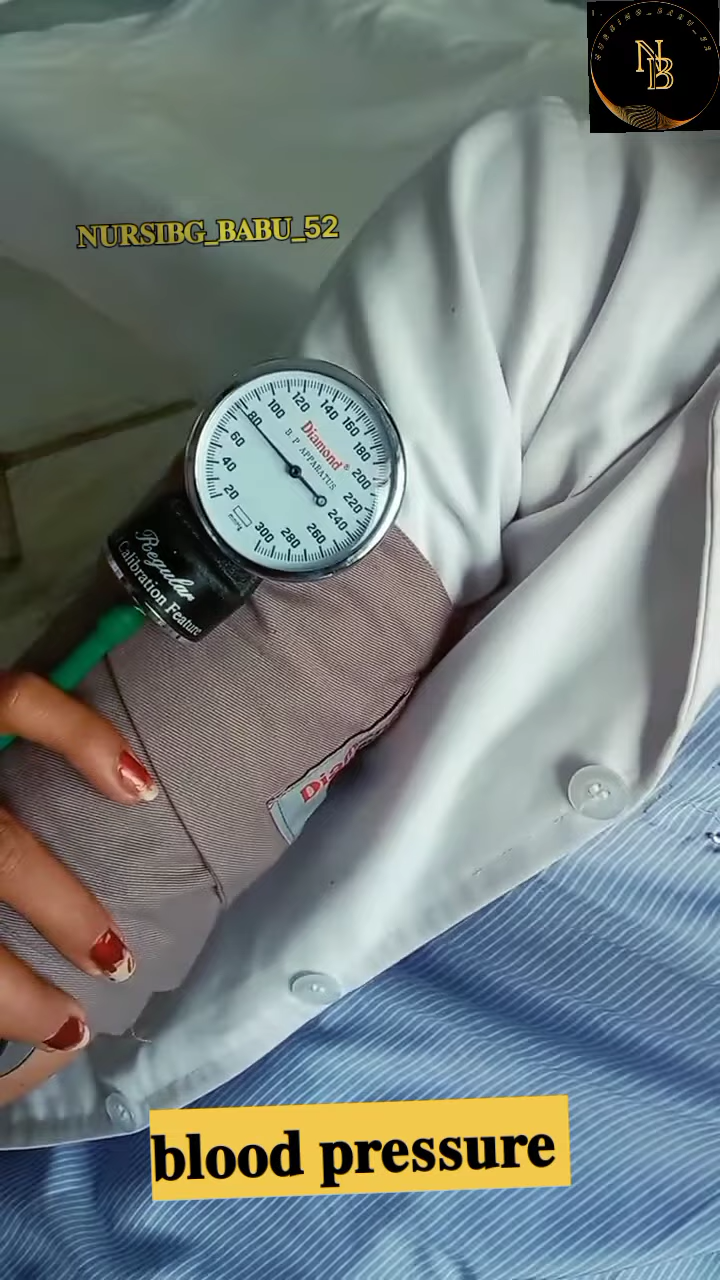 NURSIBG_BABU_52
NB
NURSING_BABU_52
20
40
60
80
100
120
140
160
180
200
220
240
260
280
300
Diamond®
B.P. APPARATUS
Regular
Calibration Feature
blood pressure